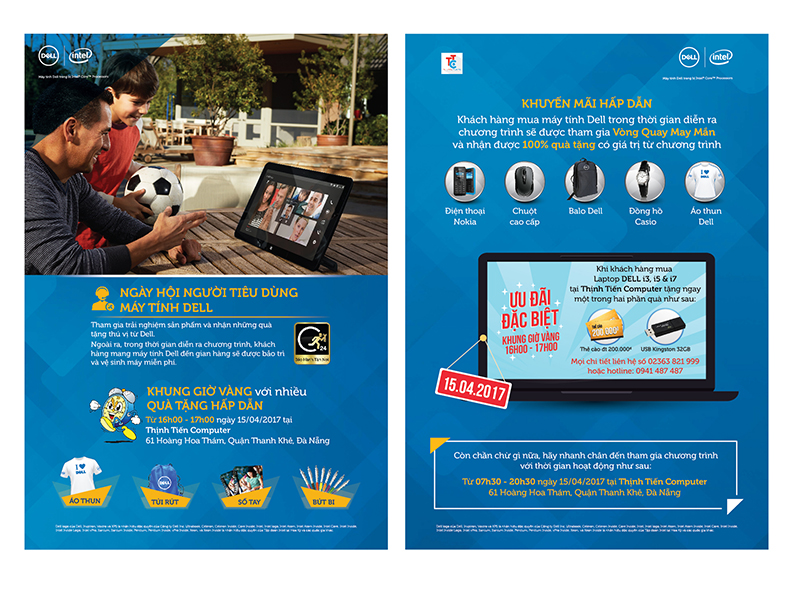 DELL
intel
Máy tính Dell trang bị Intel® Core™ Processors
NGÀY HỘI NGƯỜI TIÊU DÙNG
MÁY TÍNH DELL
Tham gia trải nghiệm sản phẩm và nhận những quà
tặng thú vị từ Dell.
Ngoài ra, trong thời gian diễn ra chương trình, khách
hàng mang máy tính Dell đến gian hàng sẽ được bảo trì
và vệ sinh máy miễn phí.
24
Bảo Hành Tận Nơi
KHUNG GIỜ VÀNG với nhiều
QUÀ TẶNG HẤP DẪN
Từ 16h00 - 17h00 ngày 15/04/2017 tại
Thịnh Tiến Computer
61 Hoàng Hoa Thám, Quận Thanh Khê, Đà Nẵng
I ♥
DELL
DELL
ÁO THUN
TÚI RÚT
SỔ TAY
BÚT BI
TTC
DELL
intel
Máy tính Dell trang bị Intel® Core™ Processors
KHUYẾN MÃI HẤP DẪN
Khách hàng mua máy tính Dell trong thời gian diễn ra
chương trình sẽ được tham gia Vòng Quay May Mắn
và nhận được 100% quà tặng có giá trị từ chương trình
I ♥
DELL
Điện thoại
Nokia
Chuột
cao cấp
Balo Dell
Đồng hồ
Casio
Áo thun
Dell
ƯU ĐÃI
ĐẶC BIỆT
KHUNG GIỜ VÀNG
16H00 - 17H00
15.04.2017
Khi khách hàng mua
Laptop DELL i3, i5 & i7
tại Thịnh Tiến Computer tặng ngay
một trong hai phần quà như sau:
THẺ CÀO
200.000đ
Thẻ cào đt 200.000đ
USB Kingston 32GB
Mọi chi tiết liên hệ số 02363 821 999
hoặc hotline: 0941 487 487
Còn chần chừ gì nữa, hãy nhanh chân đến tham gia chương trình
với thời gian hoạt động như sau:
Từ 07h30 - 20h30 ngày 15/04/2017 tại Thịnh Tiến Computer
61 Hoàng Hoa Thám, Quận Thanh Khê, Đà Nẵng